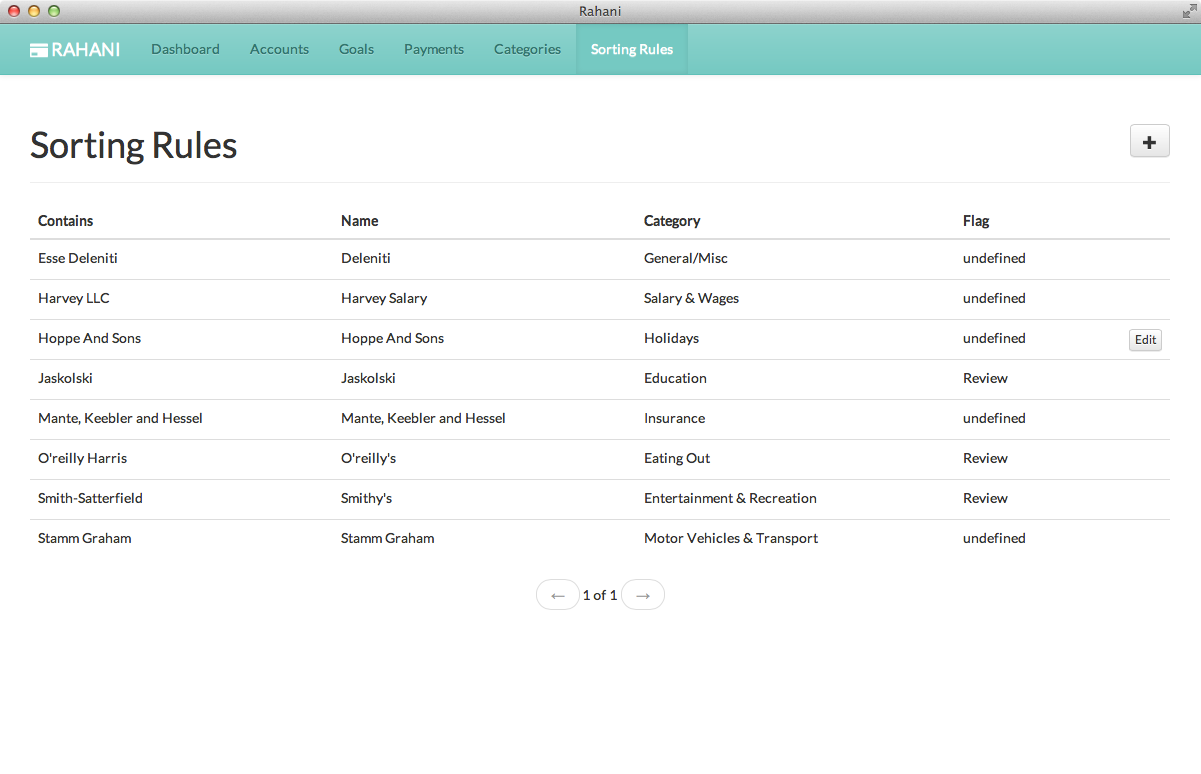 Rahani
RAHANI Dashboard Accounts Goals Payments Categories Sorting Rules
Sorting Rules
Contains Name Category Flag
Esse Deleniti Deleniti General/Misc undefined
Harvey LLC Harvey Salary Salary & Wages undefined
Hoppe And Sons Hoppe And Sons Holidays undefined Edit
Jaskolski Jaskolski Education Review
Mante, Keebler and Hessel Mante, Keebler and Hessel Insurance undefined
O'reilly Harris O'reilly's Eating Out Review
Smith-Satterfield Smithy's Entertainment & Recreation Review
Stamm Graham Stamm Graham Motor Vehicles & Transport undefined
← 1 of 1 →